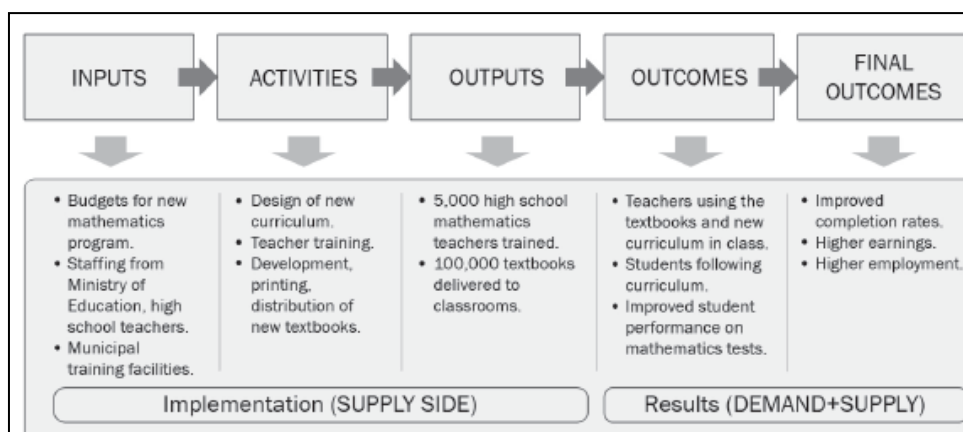 INPUTS
ACTIVITIES
OUTPUTS
OUTCOMES
FINAL
OUTCOMES
• Budgets for new
mathematics
program.
• Staffing from
Ministry of
Education, high
school teachers.
• Municipal
training facilities.
• Design of new
curriculum.
• Teacher training.
• Development,
printing,
distribution of
new textbooks.
• 5,000 high school
mathematics
teachers trained.
• 100,000 textbooks
delivered to
classrooms.
• Teachers using the
textbooks and new
curriculum in class.
• Students following
curriculum.
• Improved student
performance on
mathematics tests.
• Improved
completion rates.
• Higher earnings.
• Higher employment.
Implementation (SUPPLY SIDE)
Results (DEMAND+SUPPLY)